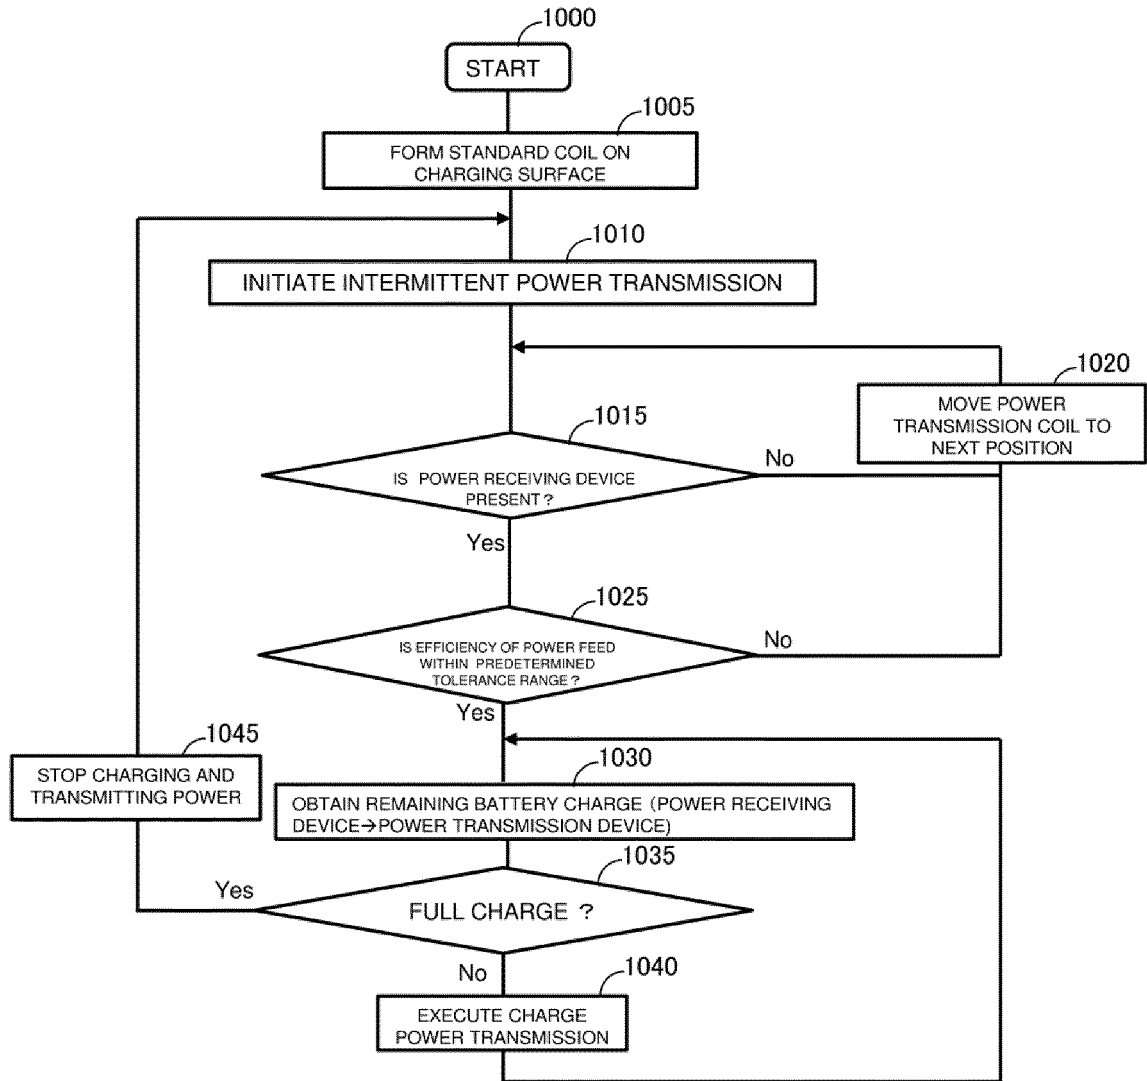 1000
START
1005
FORM STANDARD COIL ON
CHARGING SURFACE
1010
INITIATE INTERMITTENT POWER TRANSMISSION
1020
MOVE POWER
TRANSMISSION COIL TO
NEXT POSITION
1015
IS POWER RECEIVING DEVICE
PRESENT ?
No
Yes
1025
IS EFFICIENCY OF POWER FEED
WITHIN PREDETERMINED
TOLERANCE RANGE ?
No
Yes
1045
STOP CHARGING AND
TRANSMITTING POWER
1030
OBTAIN REMAINING BATTERY CHARGE (POWER RECEIVING
DEVICE→POWER TRANSMISSION DEVICE)
1035
FULL CHARGE ?
Yes
No
1040
EXECUTE CHARGE
POWER TRANSMISSION